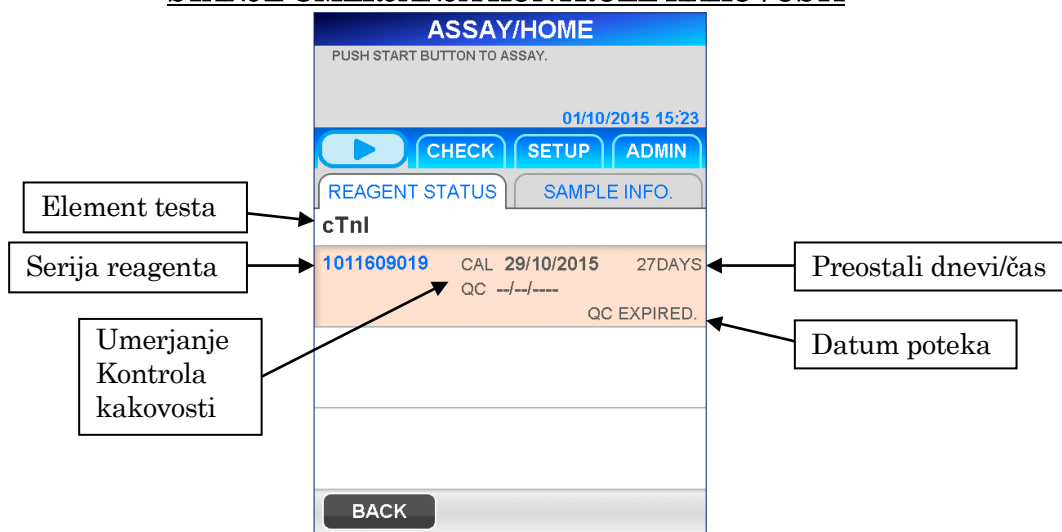 ASSAY/HOME
PUSH START BUTTON TO ASSAY.
01/10/2015 15:23
CHECK SETUP ADMIN
REAGENT STATUS SAMPLE INFO.
Element testa
cTnI
Serija reagenta
1011609019 CAL 29/10/2015 27DAYS
Preostali dnevi/čas
QC --/--/----
QC EXPIRED.
Umerjanje
Kontrola
kakovosti
Datum poteka
BACK